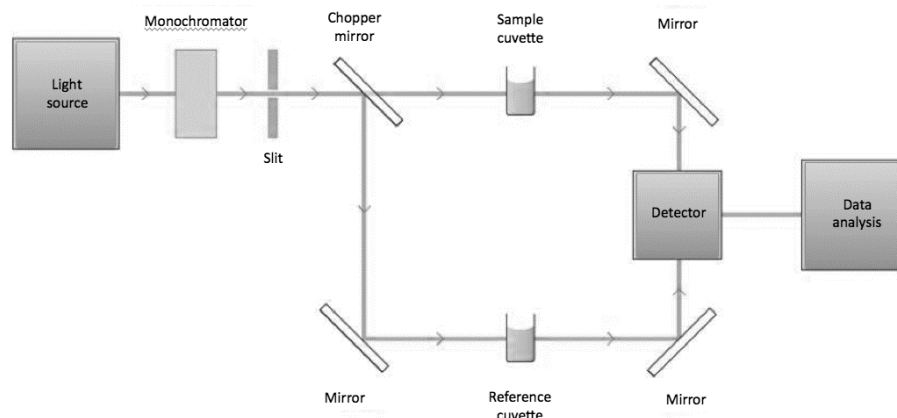 Monochromator
Chopper
mirror
Sample
cuvette
Mirror
Light
source
Slit
Detector
Data
analysis
Mirror
Reference
cuvette
Mirror